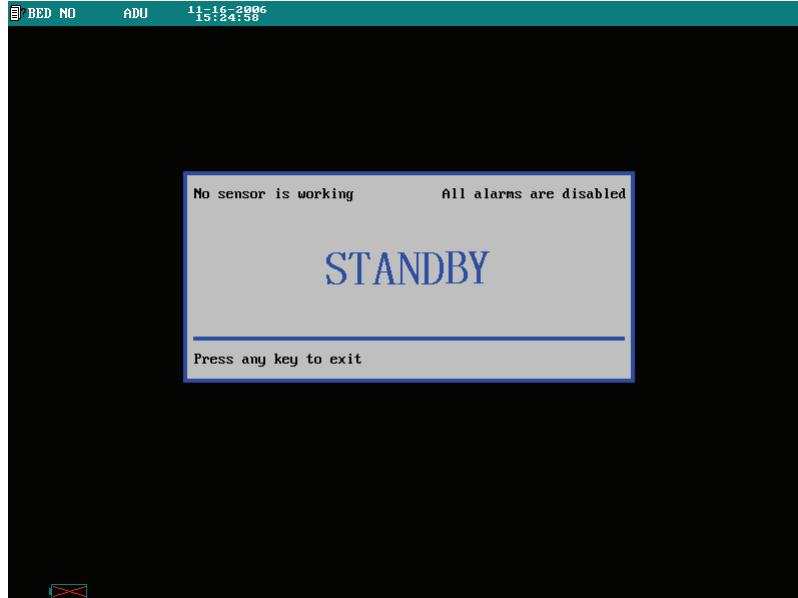 BED NO ADU 11-16-2006
15:24:58
No sensor is working All alarms are disabled
STANDBY
Press any key to exit